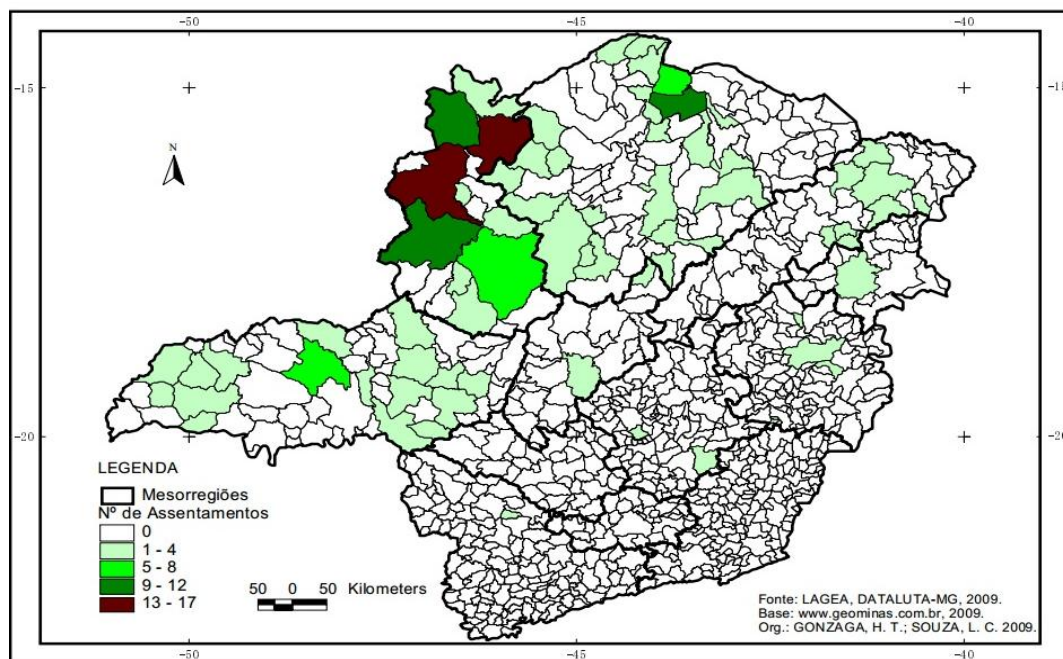 -50
-45
-40
-15
-15
N
-20
-20
LEGENDA
Mesorregiões
Nº de Assentamentos
0
1 - 4
5 - 8
9 - 12
13 - 17
50 0 50 Kilometers
Fonte: LAGEA, DATALUTA-MG, 2009.
Base: www.geominas.com.br, 2009.
Org.: GONZAGA, H. T.; SOUZA, L. C. 2009.
-50
-45
-40